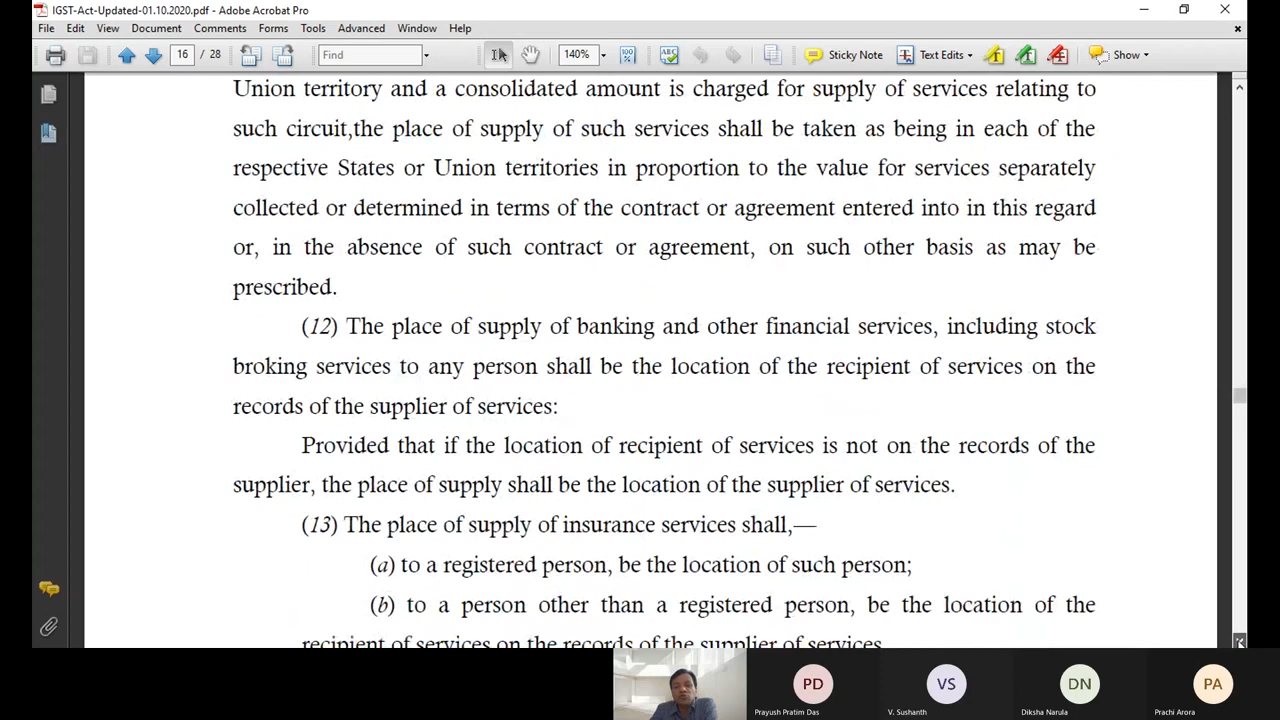 IGST-Act-Updated-01.10.2020.pdf - Adobe Acrobat Pro
File Edit View Document Comments Forms Tools Advanced Window Help
16 / 28 Find 140% Sticky Note Text Edits Show
Union territory and a consolidated amount is charged for supply of services relating to
such circuit,the place of supply of such services shall be taken as being in each of the
respective States or Union territories in proportion to the value for services separately
collected or determined in terms of the contract or agreement entered into in this regard
or, in the absence of such contract or agreement, on such other basis as may be
prescribed.
(12) The place of supply of banking and other financial services, including stock
broking services to any person shall be the location of the recipient of services on the
records of the supplier of services:
Provided that if the location of recipient of services is not on the records of the
supplier, the place of supply shall be the location of the supplier of services.
(13) The place of supply of insurance services shall,—
(a) to a registered person, be the location of such person;
(b) to a person other than a registered person, be the location of the
recipient of services on the records of the supplier of services.
PD VS DN PA
Prayush Pratim Das V. Sushanth Diksha Narula Prachi Arora